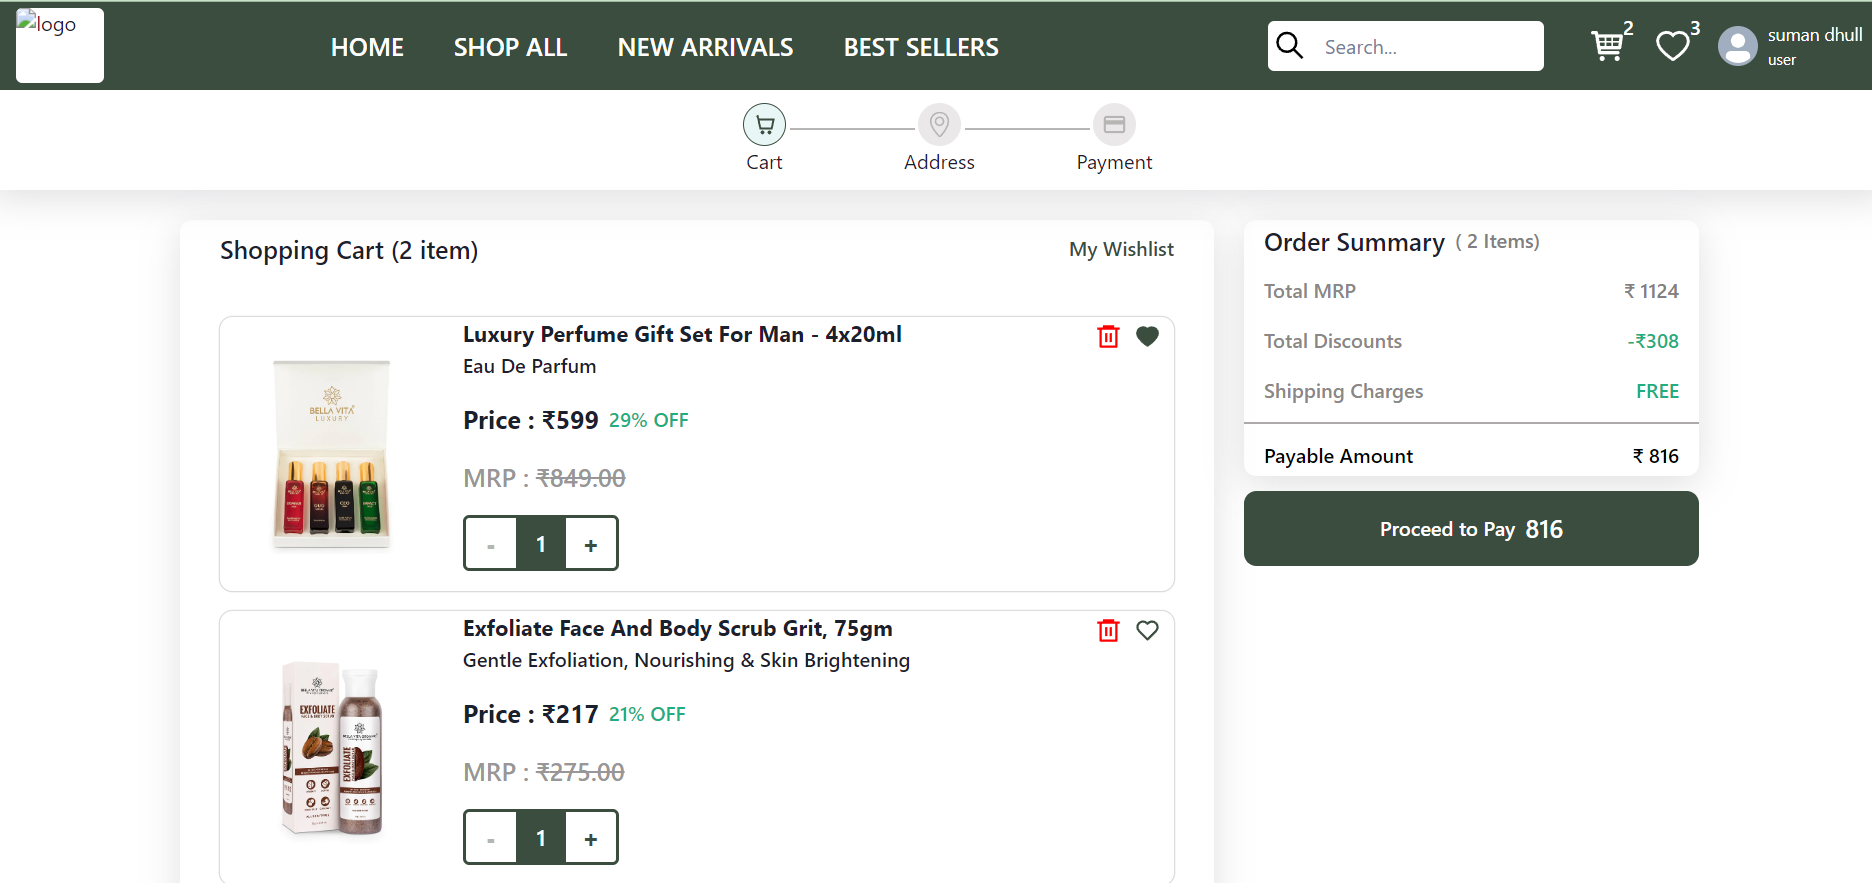 logo
HOME SHOP ALL NEW ARRIVALS BEST SELLERS
Search...
2
3
suman dhull
user
Cart
Address
Payment
Shopping Cart (2 item)
My Wishlist
Luxury Perfume Gift Set For Man - 4x20ml
Eau De Parfum
Price : ₹599 29% OFF
MRP : ₹849.00
- 1 +
BELLA VITA
LUXURY
Exfoliate Face And Body Scrub Grit, 75gm
Gentle Exfoliation, Nourishing & Skin Brightening
Price : ₹217 21% OFF
MRP : ₹275.00
- 1 +
EXFOLIATE
EXFOLIATE
Order Summary ( 2 Items)
Total MRP ₹ 1124
Total Discounts -₹308
Shipping Charges FREE
Payable Amount ₹ 816
Proceed to Pay 816